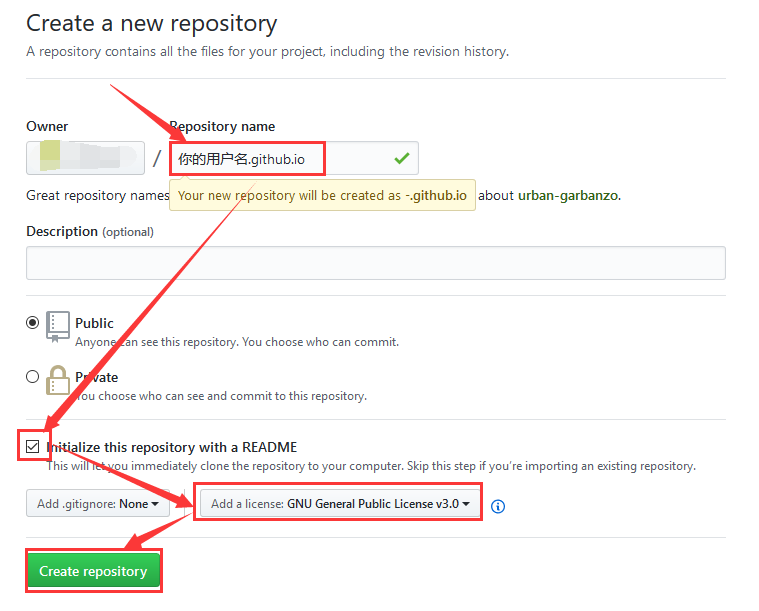 Create a new repository
A repository contains all the files for your project, including the revision history.
Owner Repository name
/ 你的用户名.github.io
Great repository names about urban-garbanzo.
Your new repository will be created as -.github.io
Description (optional)
Public
Anyone can see this repository. You choose who can commit.
Private
You choose who can see and commit to this repository.
Initialize this repository with a README
This will let you immediately clone the repository to your computer. Skip this step if you’re importing an existing repository.
Add .gitignore: None Add a license: GNU General Public License v3.0
Create repository